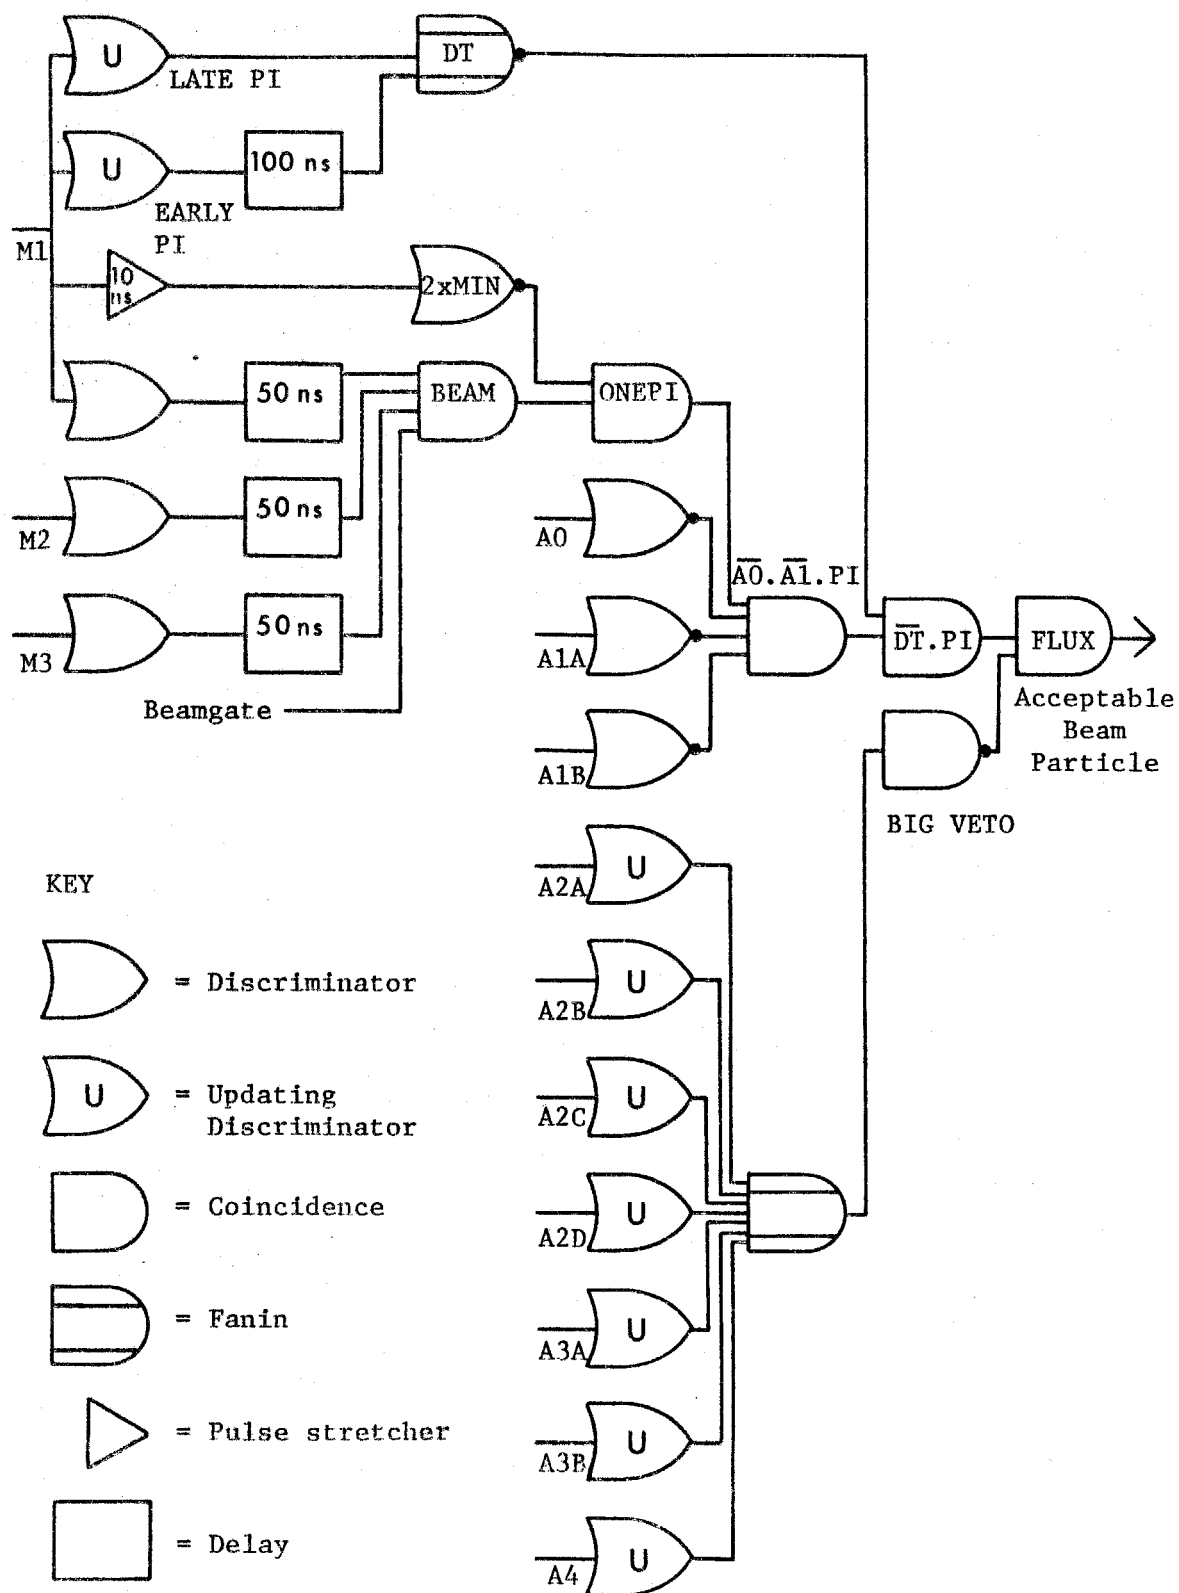 U
LATE PI
DT
U
100 ns
EARLY
PI
M1
10
ns
2xMIN
50 ns
BEAM
ONEPI
M2
50 ns
A0
A̅0̅.A̅1̅.PI
M3
50 ns
A1A
D̅T̅.PI
FLUX
Beamgate
Acceptable
Beam
Particle
A1B
BIG VETO
U
A2A
U
A2B
U
A2C
U
A2D
U
A3A
U
A3B
U
A4
KEY
= Discriminator
U
= Updating
Discriminator
= Coincidence
= Fanin
= Pulse stretcher
= Delay